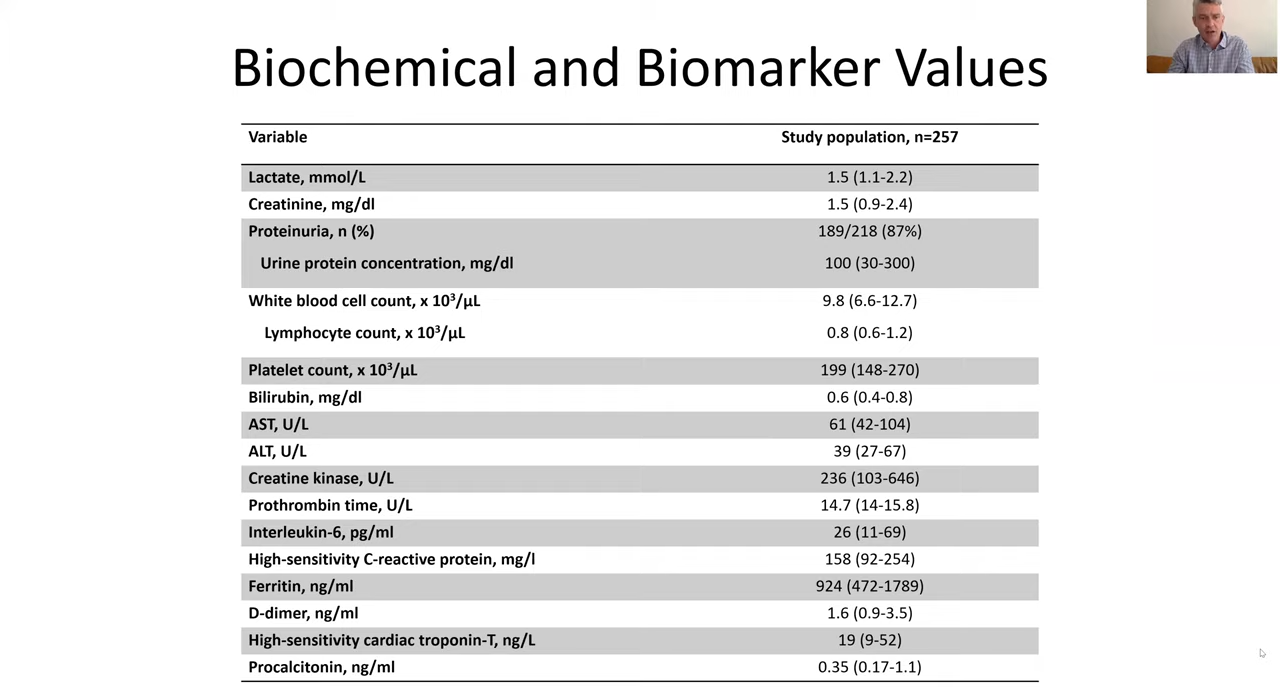 Biochemical and Biomarker Values
Variable Study population, n=257
Lactate, mmol/L 1.5 (1.1-2.2)
Creatinine, mg/dl 1.5 (0.9-2.4)
Proteinuria, n (%) 189/218 (87%)
Urine protein concentration, mg/dl 100 (30-300)
White blood cell count, x 10³/µL 9.8 (6.6-12.7)
Lymphocyte count, x 10³/µL 0.8 (0.6-1.2)
Platelet count, x 10³/µL 199 (148-270)
Bilirubin, mg/dl 0.6 (0.4-0.8)
AST, U/L 61 (42-104)
ALT, U/L 39 (27-67)
Creatine kinase, U/L 236 (103-646)
Prothrombin time, U/L 14.7 (14-15.8)
Interleukin-6, pg/ml 26 (11-69)
High-sensitivity C-reactive protein, mg/l 158 (92-254)
Ferritin, ng/ml 924 (472-1789)
D-dimer, ng/ml 1.6 (0.9-3.5)
High-sensitivity cardiac troponin-T, ng/L 19 (9-52)
Procalcitonin, ng/ml 0.35 (0.17-1.1)